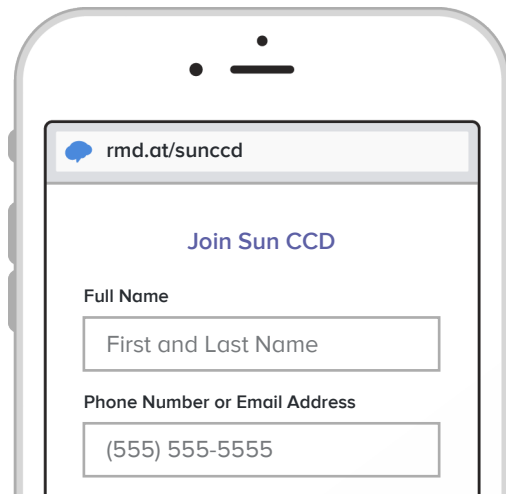 rmd.at/sunccd
Join Sun CCD
Full Name
First and Last Name
Phone Number or Email Address
(555) 555-5555